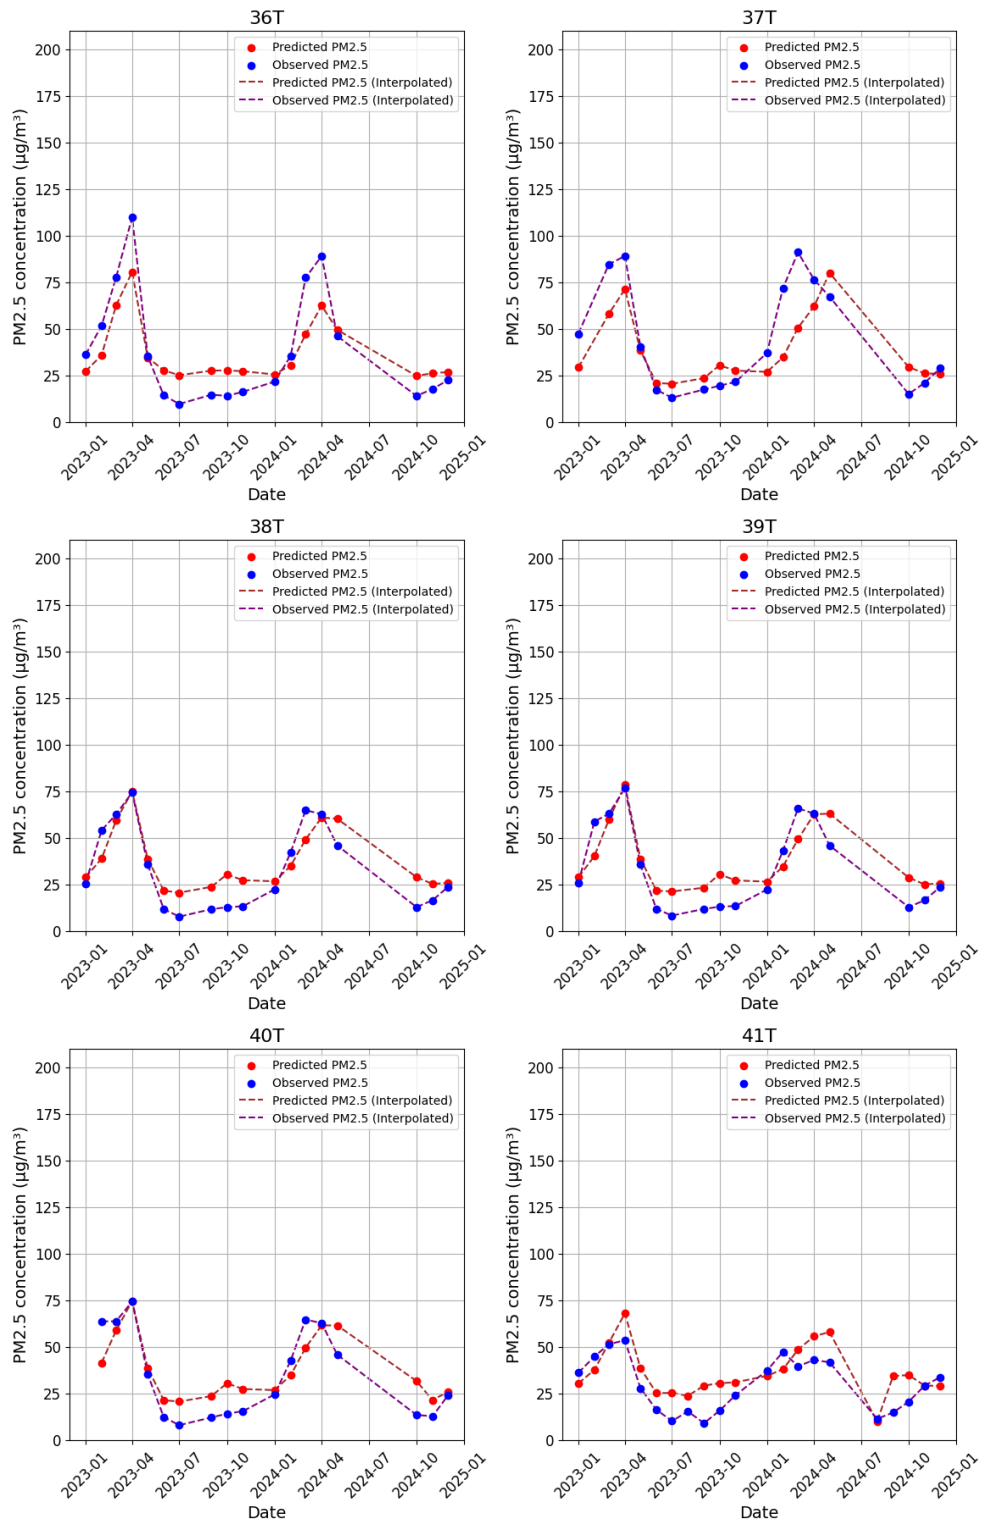 36T
PM2.5 concentration (µg/m³)
200
175
150
125
100
75
50
25
0
Predicted PM2.5
Observed PM2.5
Predicted PM2.5 (Interpolated)
Observed PM2.5 (Interpolated)
2023-01
2023-04
2023-07
2023-10
2024-01
2024-04
2024-07
2024-10
2025-01
Date
37T
PM2.5 concentration (µg/m³)
200
175
150
125
100
75
50
25
0
Predicted PM2.5
Observed PM2.5
Predicted PM2.5 (Interpolated)
Observed PM2.5 (Interpolated)
2023-01
2023-04
2023-07
2023-10
2024-01
2024-04
2024-07
2024-10
2025-01
Date
38T
PM2.5 concentration (µg/m³)
200
175
150
125
100
75
50
25
0
Predicted PM2.5
Observed PM2.5
Predicted PM2.5 (Interpolated)
Observed PM2.5 (Interpolated)
2023-01
2023-04
2023-07
2023-10
2024-01
2024-04
2024-07
2024-10
2025-01
Date
39T
PM2.5 concentration (µg/m³)
200
175
150
125
100
75
50
25
0
Predicted PM2.5
Observed PM2.5
Predicted PM2.5 (Interpolated)
Observed PM2.5 (Interpolated)
2023-01
2023-04
2023-07
2023-10
2024-01
2024-04
2024-07
2024-10
2025-01
Date
40T
PM2.5 concentration (µg/m³)
200
175
150
125
100
75
50
25
0
Predicted PM2.5
Observed PM2.5
Predicted PM2.5 (Interpolated)
Observed PM2.5 (Interpolated)
2023-01
2023-04
2023-07
2023-10
2024-01
2024-04
2024-07
2024-10
2025-01
Date
41T
PM2.5 concentration (µg/m³)
200
175
150
125
100
75
50
25
0
Predicted PM2.5
Observed PM2.5
Predicted PM2.5 (Interpolated)
Observed PM2.5 (Interpolated)
2023-01
2023-04
2023-07
2023-10
2024-01
2024-04
2024-07
2024-10
2025-01
Date